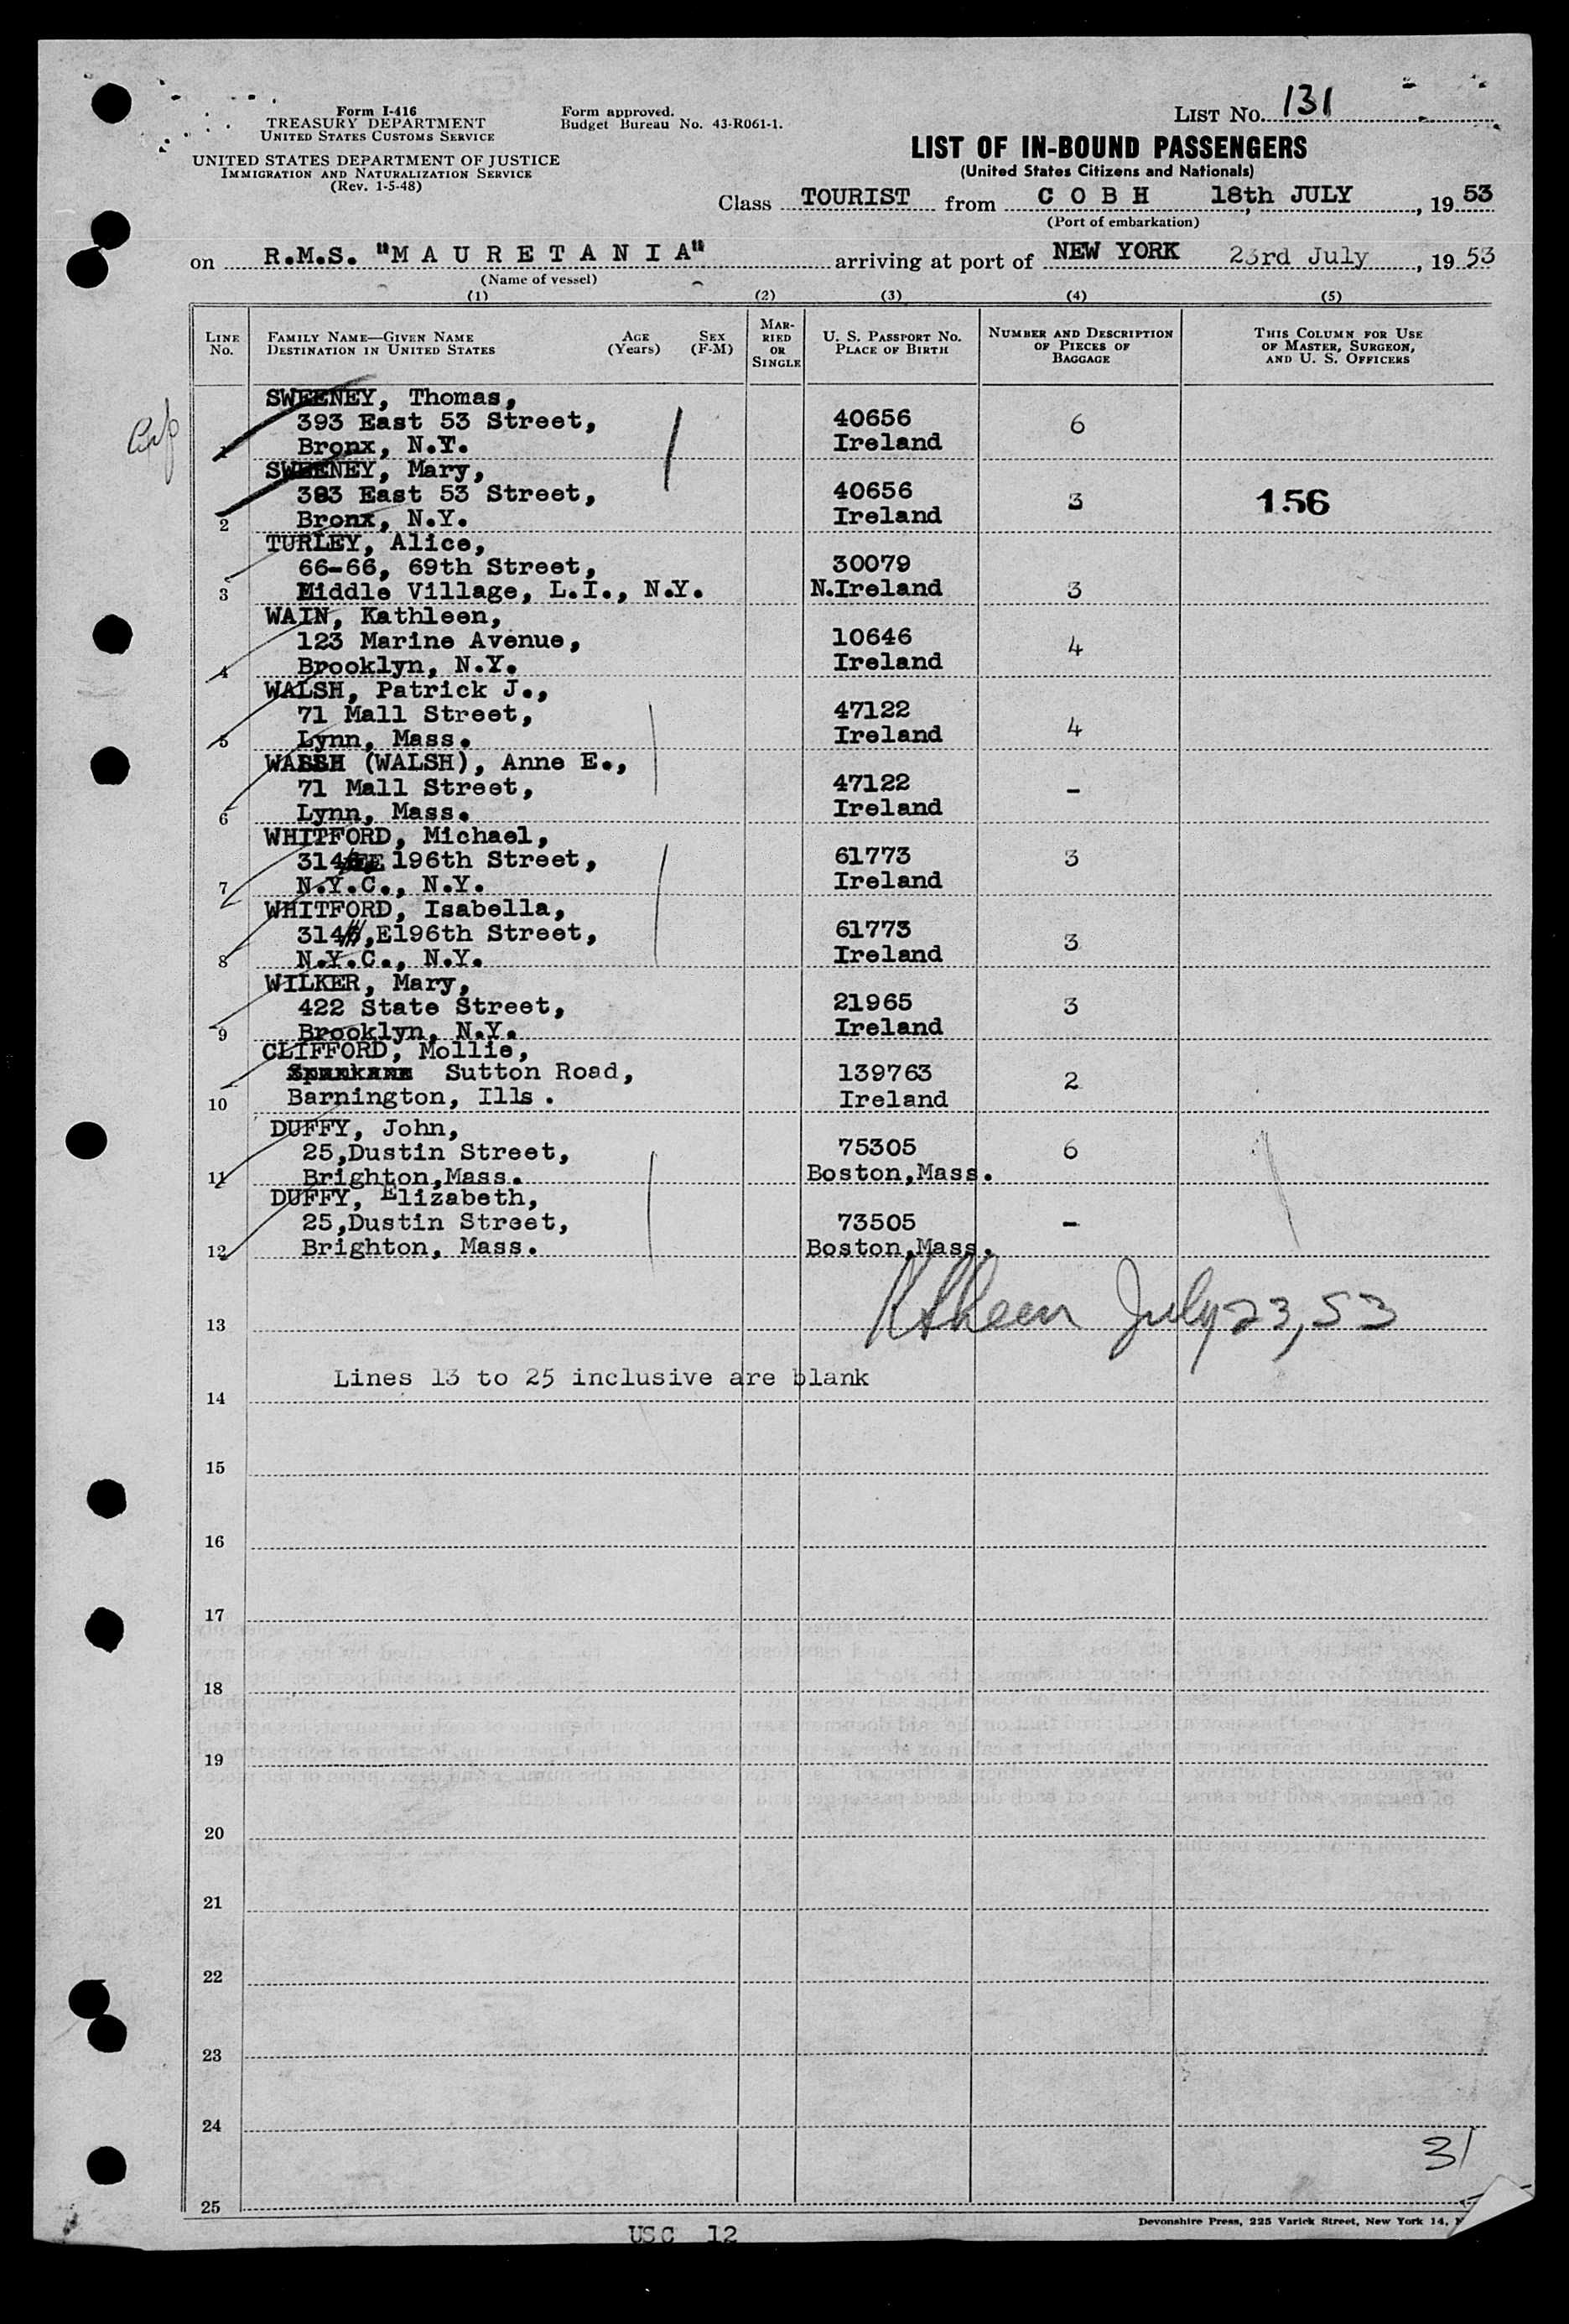 Form I-416
TREASURY DEPARTMENT
UNITED STATES CUSTOMS SERVICE
UNITED STATES DEPARTMENT OF JUSTICE
IMMIGRATION AND NATURALIZATION SERVICE
(Rev. 1-5-48)
Form approved.
Budget Bureau No. 43-R061-1.
LIST No. 131
LIST OF IN-BOUND PASSENGERS
(United States Citizens and Nationals)
Class TOURIST from C O B H 18th JULY, 19 53
(Port of embarkation)
on R.M.S. "M A U R E T A N I A" arriving at port of NEW YORK 23rd July, 19 53
(Name of vessel)
(1) (2) (3) (4) (5)
LINE No.
FAMILY NAME—GIVEN NAME
DESTINATION IN UNITED STATES
AGE (Years)
SEX (F-M)
MARRIED OR SINGLE
U. S. PASSPORT NO.
PLACE OF BIRTH
NUMBER AND DESCRIPTION OF PIECES OF BAGGAGE
THIS COLUMN FOR USE OF MASTER, SURGEON, AND U. S. OFFICERS
SWEENEY, Thomas,
393 East 53 Street, 40656 6
1 Bronx, N.Y. Ireland
SWEENEY, Mary,
393 East 53 Street, 40656 3 156
2 Bronx, N.Y. Ireland
TURLEY, Alice,
66-66, 69th Street, 30079
3 Middle Village, L.I., N.Y. N.Ireland 3
WAIN, Kathleen,
123 Marine Avenue, 10646 4
4 Brooklyn, N.Y. Ireland
WALSH, Patrick J.,
71 Mall Street, 47122 4
5 Lynn, Mass. Ireland
WASSH (WALSH), Anne E.,
71 Mall Street, 47122 -
6 Lynn, Mass. Ireland
WHITFORD, Michael,
314 E 196th Street, 61773 3
7 N.Y.C., N.Y. Ireland
WHITFORD, Isabella,
314, E196th Street, 61773 3
8 N.Y.C., N.Y. Ireland
WILKER, Mary,
422 State Street, 21965 3
9 Brooklyn, N.Y. Ireland
CLIFFORD, Mollie,
Sutton Road, 139763 2
10 Barnington, Ills. Ireland
DUFFY, John,
25,Dustin Street, 75305 6
11 Brighton,Mass. Boston,Mass.
DUFFY, Elizabeth,
25,Dustin Street, 73505 -
12 Brighton, Mass. Boston,Mass.
July 23, 53
13
Lines 13 to 25 inclusive are blank
14
15
16
17
18
19
20
21
22
23
24
31
25
Devonshire Press, 225 Varick Street, New York 14,
USC 12